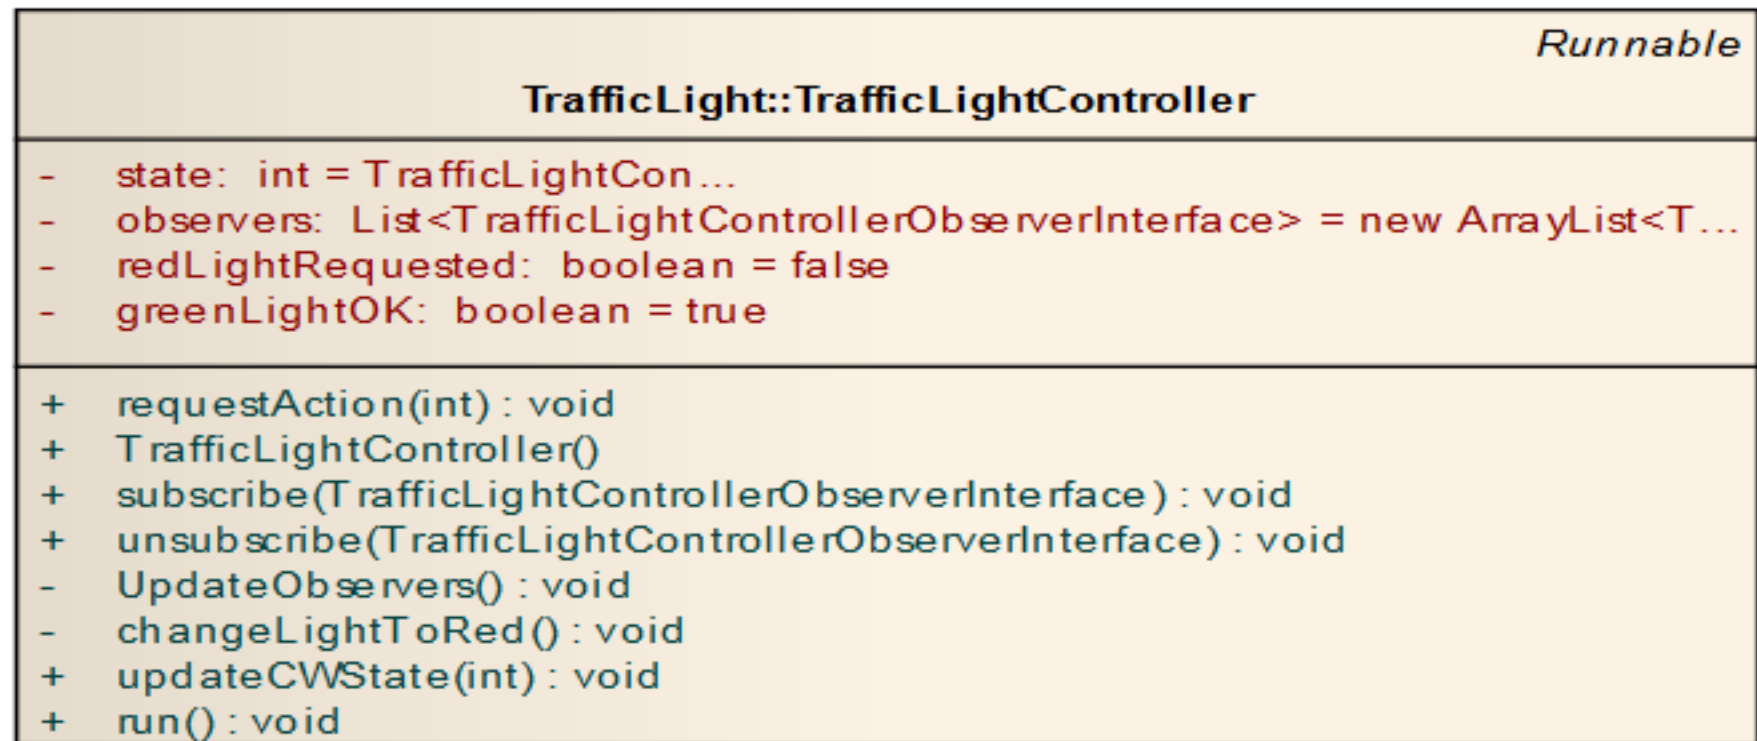 Runnable
TrafficLight::TrafficLightController
- state: int = TrafficLightCon...
- observers: List<TrafficLightControllerObserverInterface> = new ArrayList<T...
- redLightRequested: boolean = false
- greenLightOK: boolean = true
+ requestAction(int) : void
+ TrafficLightController()
+ subscribe(TrafficLightControllerObserverInterface) : void
+ unsubscribe(TrafficLightControllerObserverInterface) : void
- UpdateObservers() : void
- changeLightToRed() : void
+ updateCWState(int) : void
+ run() : void